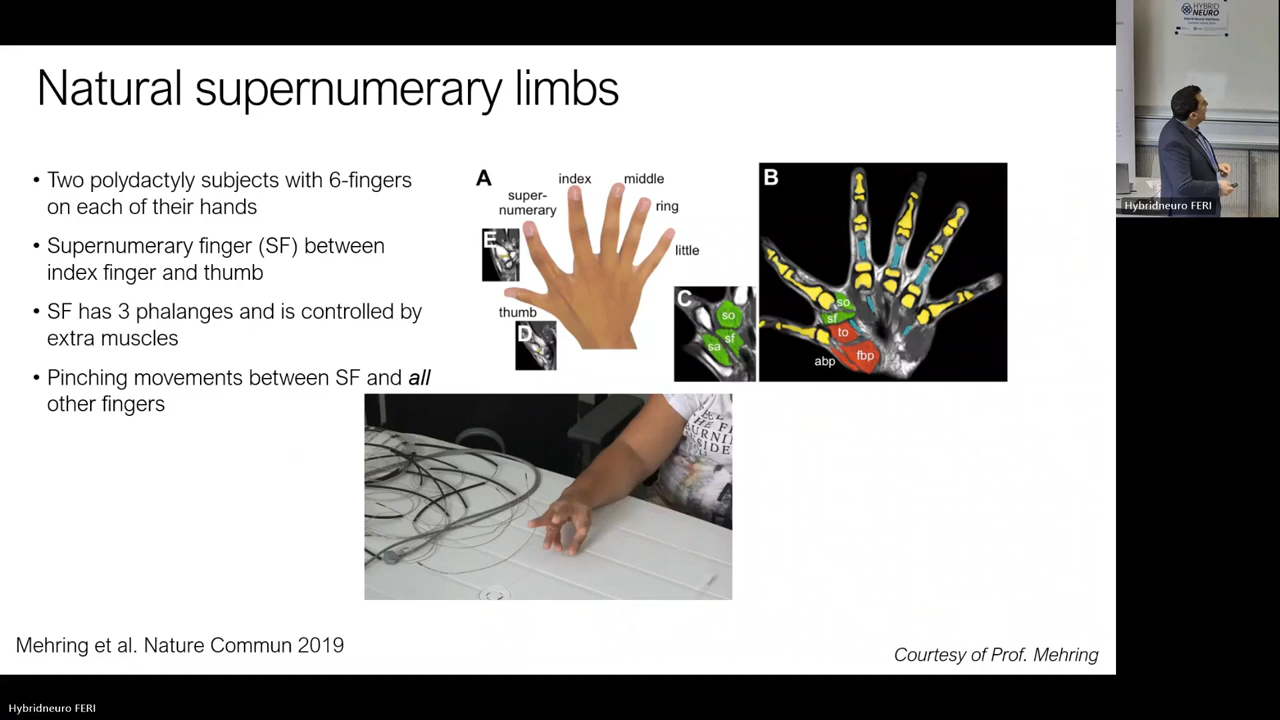 HYBRID
NEURO
Natural supernumerary limbs
• Two polydactyly subjects with 6-fingers
on each of their hands
• Supernumerary finger (SF) between
index finger and thumb
• SF has 3 phalanges and is controlled by
extra muscles
• Pinching movements between SF and all
other fingers
A
index
middle
super-
numerary
ring
E
little
thumb
D
C
so
sf
sa
B
so
sf
to
abp
fbp
Hybridneuro FERI
Mehring et al. Nature Commun 2019
Courtesy of Prof. Mehring
Hybridneuro FERI